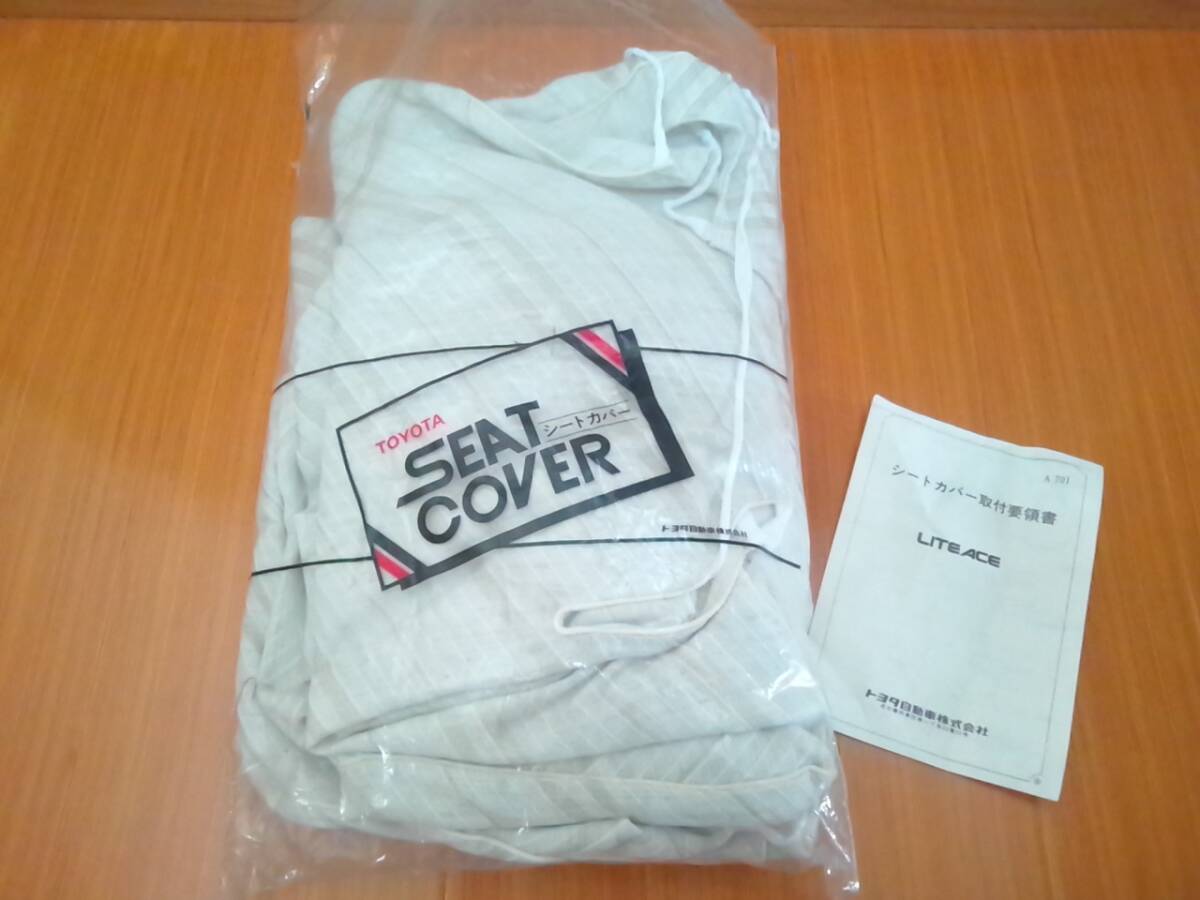 TOYOTA
SEAT
シートカバー
COVER
トヨタ自動車株式会社
A 701
シートカバー取付要領書
LITEACE
トヨタ自動車株式会社